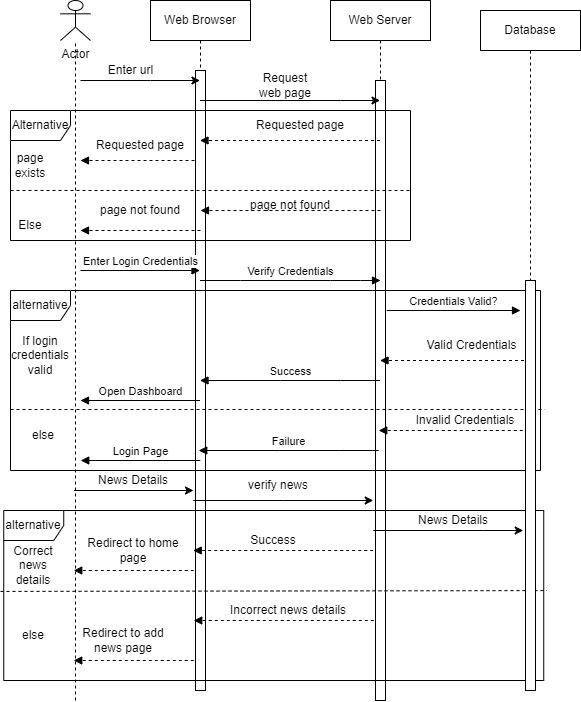 Web Browser
Web Server
Database
Actor
Enter url
Request
web page
Alternative
Requested page
Requested page
page
exists
page not found
page not found
Else
Enter Login Credentials
Verify Credentials
alternative
Credentials Valid?
If login
credentials
valid
Valid Credentials
Success
Open Dashboard
Invalid Credentials
else
Failure
Login Page
News Details
verify news
alternative
News Details
Correct
news
details
Redirect to home
page
Success
Incorrect news details
else
Redirect to add
news page